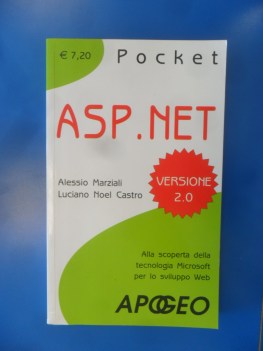 € 7,20
Pocket
ASP.NET
Alessio Marziali
Luciano Noel Castro
VERSIONE
2.0
Alla scoperta della
tecnologia Microsoft
per lo sviluppo Web
APOGEO